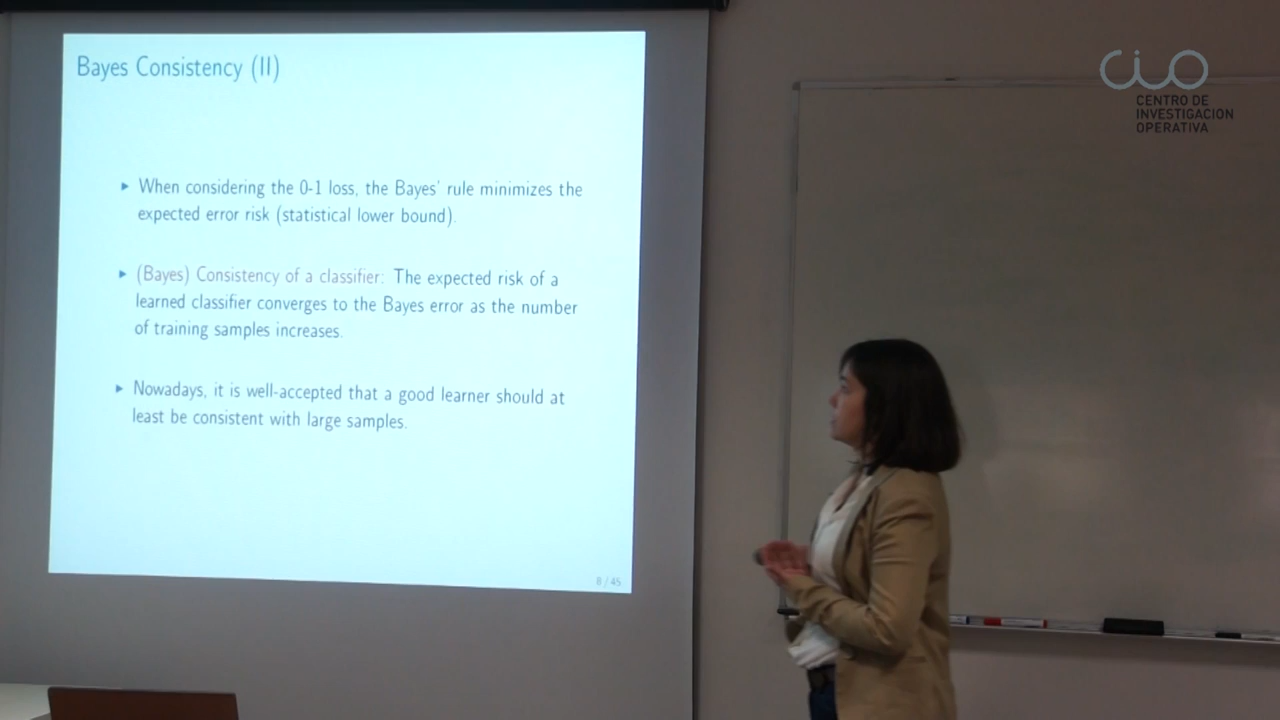 Bayes Consistency (II)
When considering the 0-1 loss, the Bayes' rule minimizes the
expected error risk (statistical lower bound).
(Bayes) Consistency of a classifier: The expected risk of a
learned classifier converges to the Bayes error as the number
of training samples increases.
Nowadays, it is well-accepted that a good learner should at
least be consistent with large samples.
8 / 45
cio
CENTRO DE
INVESTIGACION
OPERATIVA